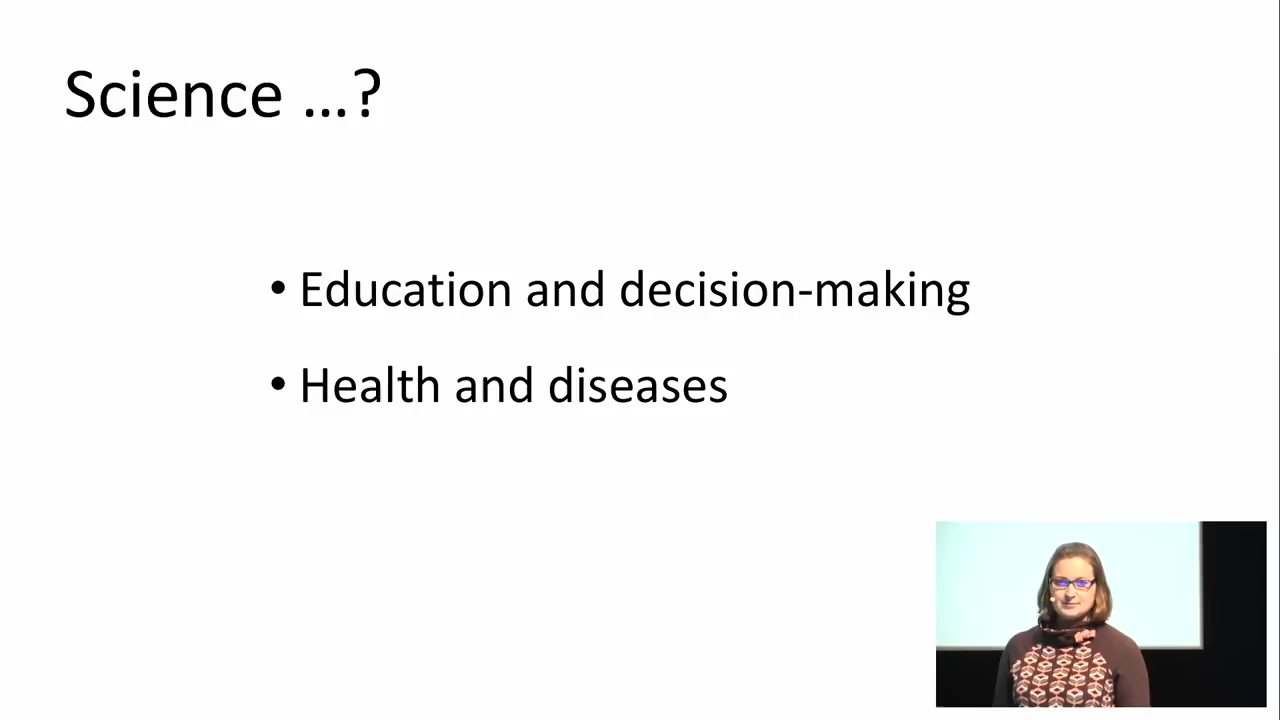 Science ...?
• Education and decision-making
• Health and diseases